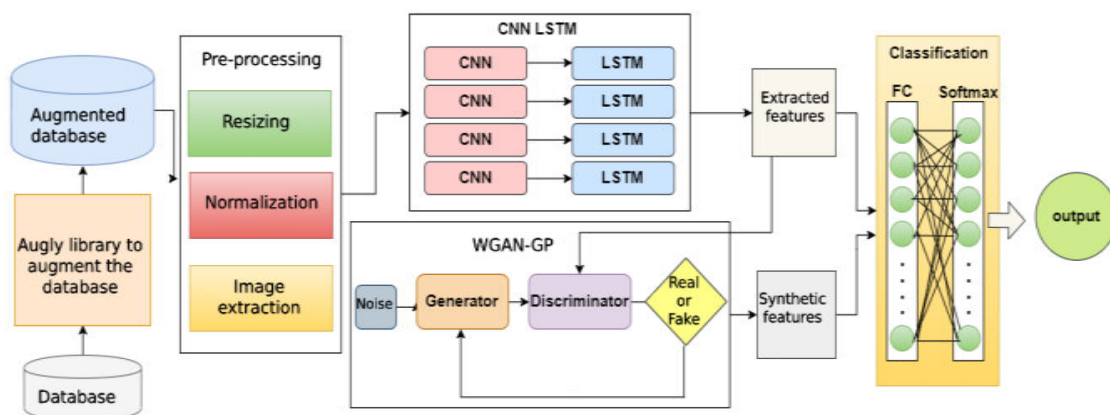 Augmented
database
Augly library to
augment the
database
Database
Pre-processing
Resizing
Normalization
Image
extraction
CNN LSTM
CNN
LSTM
CNN
LSTM
CNN
LSTM
CNN
LSTM
WGAN-GP
Noise
Generator
Discriminator
Real
or
Fake
Extracted
features
Synthetic
features
Classification
FC
Softmax
output